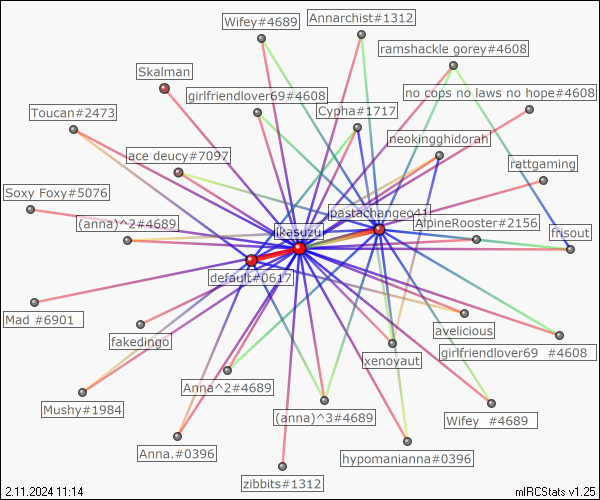 Annarchist#1312
Wifey#4689
ramshackle gorey#4608
Skalman
girlfriendlover69#4608
no cops no laws no hope#4608
Toucan#2473
Cypha#1717
neokingghidorah
ace deucy#7097
rattgaming
Soxy Foxy#5076
(anna)^2#4689
pastachangeo41
AlpineRooster#2156
ikasuzu
frisout
default#0617
Mad #6901
fakedingo
avelicious
xenoyaut
girlfriendlover69 #4608
Mushy#1984
Anna^2#4689
(anna)^3#4689
Wifey #4689
Anna.#0396
zibbits#1312
hypomanianna#0396
2.11.2024 11:14
mIRCStats v1.25